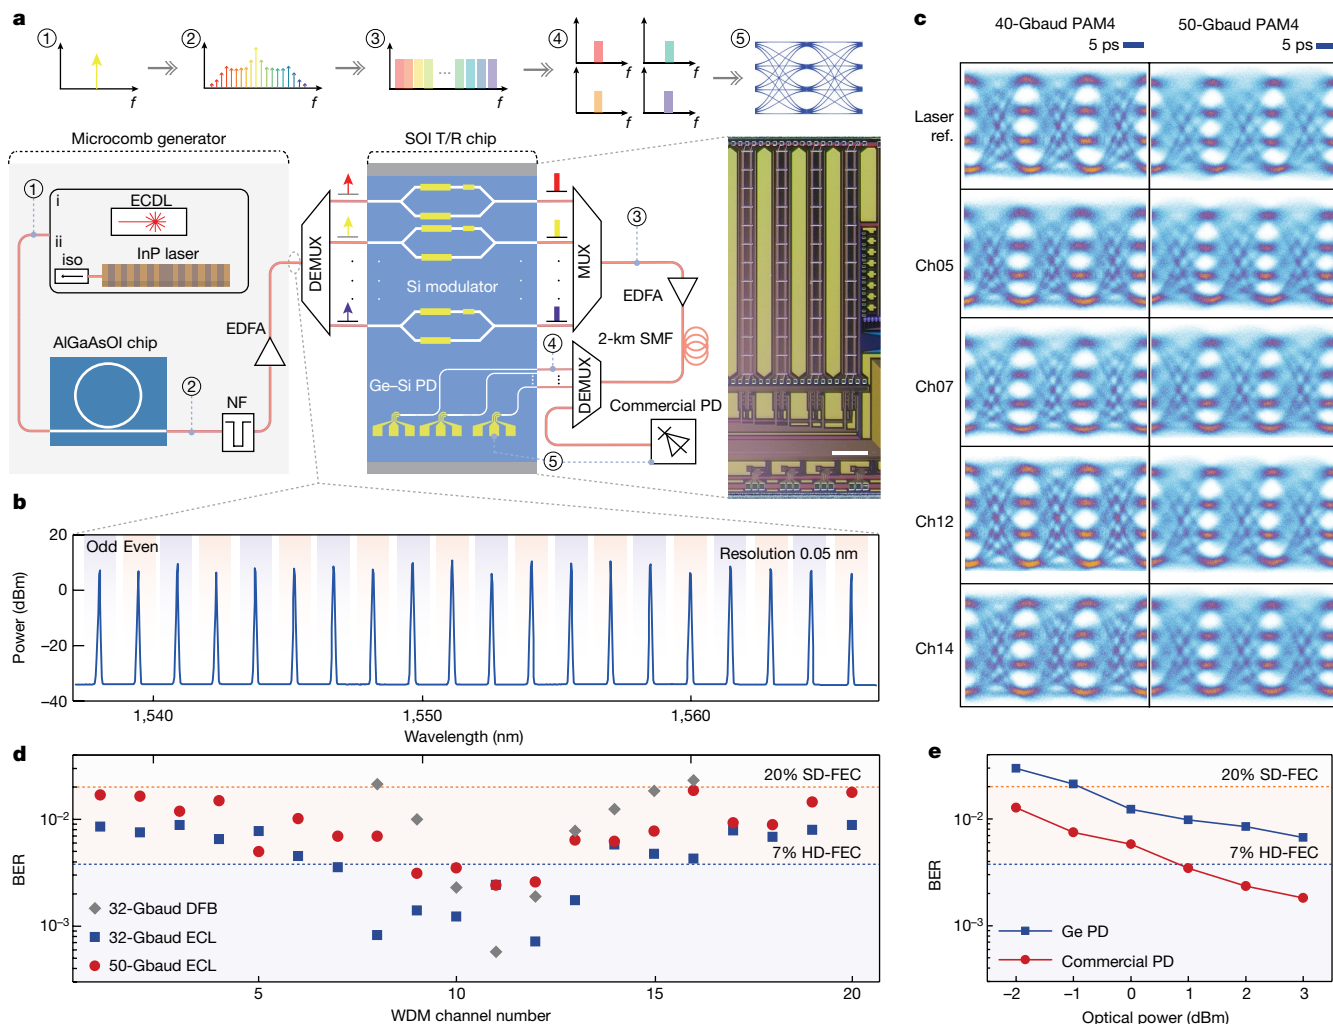 a
1
2
3
4
5
f
f
f
...
f
f
f
f
Microcomb generator
SOI T/R chip
1
i
ECDL
ii
iso
InP laser
AlGaAsOI chip
EDFA
2
NF
DEMUX
Si modulator
MUX
3
EDFA
2-km SMF
4
Ge–Si PD
DEMUX
Commercial PD
5
b
Odd Even
Resolution 0.05 nm
Power (dBm)
20
0
–20
–40
1,540
1,550
1,560
Wavelength (nm)
c
40-Gbaud PAM4
50-Gbaud PAM4
5 ps
5 ps
Laser
ref.
Ch05
Ch07
Ch12
Ch14
d
20% SD-FEC
7% HD-FEC
BER
10–2
10–3
32-Gbaud DFB
32-Gbaud ECL
50-Gbaud ECL
5
10
15
20
WDM channel number
e
20% SD-FEC
7% HD-FEC
BER
10–2
10–3
Ge PD
Commercial PD
–2
–1
0
1
2
3
Optical power (dBm)